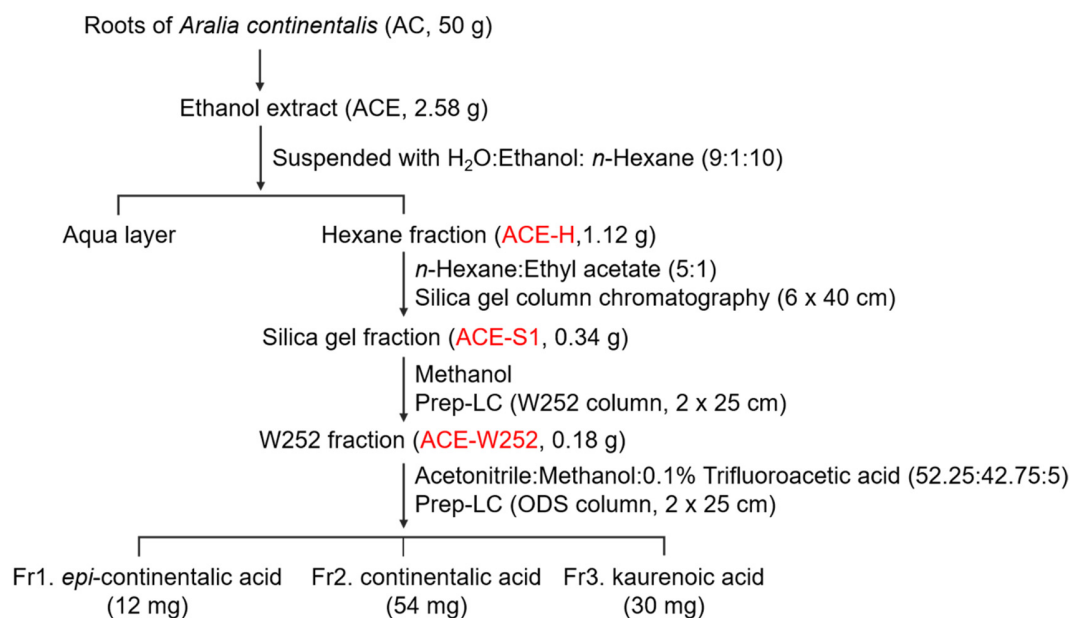 Roots of Aralia continentalis (AC, 50 g)
Ethanol extract (ACE, 2.58 g)
Suspended with H₂O:Ethanol: n-Hexane (9:1:10)
Aqua layer
Hexane fraction (ACE-H,1.12 g)
n-Hexane:Ethyl acetate (5:1)
Silica gel column chromatography (6 x 40 cm)
Silica gel fraction (ACE-S1, 0.34 g)
Methanol
Prep-LC (W252 column, 2 x 25 cm)
W252 fraction (ACE-W252, 0.18 g)
Acetonitrile:Methanol:0.1% Trifluoroacetic acid (52.25:42.75:5)
Prep-LC (ODS column, 2 x 25 cm)
Fr1. epi-continentalic acid
(12 mg)
Fr2. continentalic acid
(54 mg)
Fr3. kaurenoic acid
(30 mg)